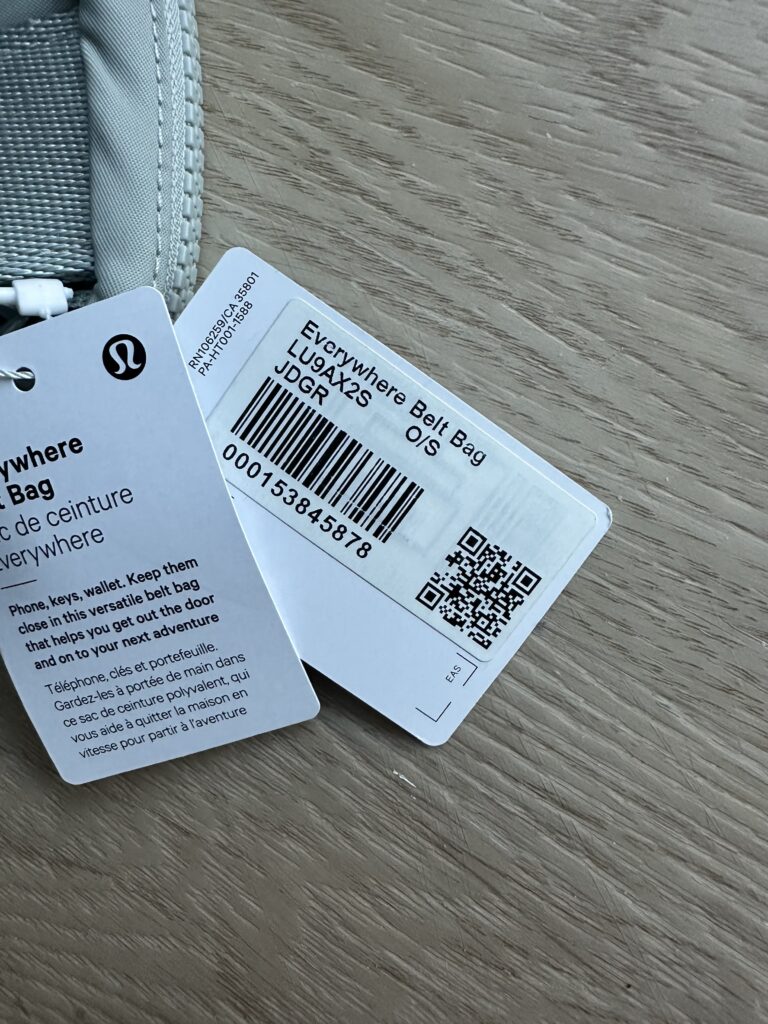 ywhere
t Bag
c de ceinture
verywhere
Phone, keys, wallet. Keep them
close in this versatile belt bag
that helps you get out the door
and on to your next adventure
Téléphone, clés et portefeuille.
Gardez-les à portée de main dans
ce sac de ceinture polyvalent, qui
vous aide à quitter la maison en
vitesse pour partir à l'aventure
RN106259/CA 35801
PA-HT001-1588
Evcrywhere Belt Bag
LU9AX2S
JDGR O/S
000153845878
EAS